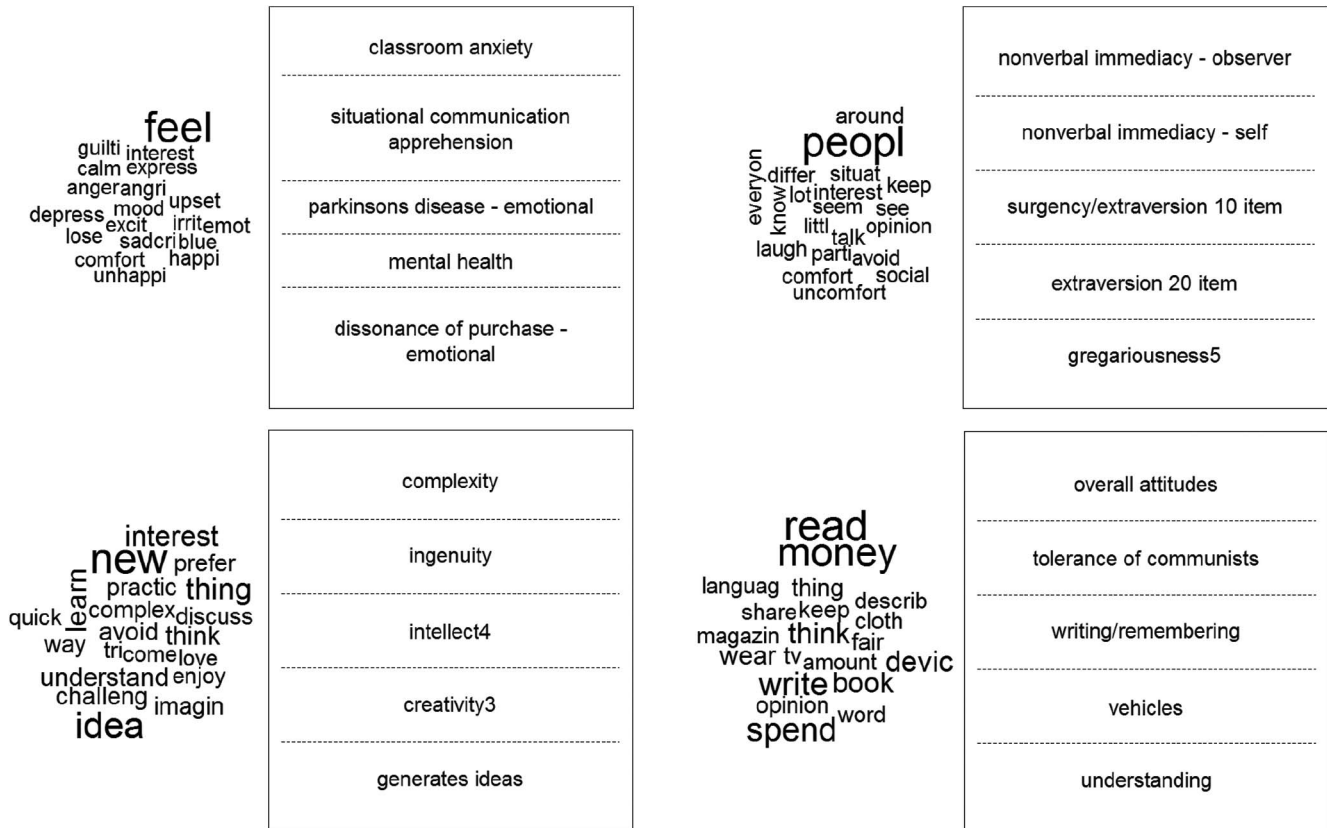 feel
guilti interest
calm express
anger angri
mood upset
depress excit irrit emot
lose sad cri blue
comfort happi
unhappi
classroom anxiety
situational communication
apprehension
parkinsons disease - emotional
mental health
dissonance of purchase -
emotional
around
peopl
everyon
differ situat
know lot interest keep
seem see
littl opinion
talk
laugh parti avoid
comfort social
uncomfort
nonverbal immediacy - observer
nonverbal immediacy - self
surgency/extraversion 10 item
extraversion 20 item
gregariousness5
interest
new prefer
learn practic thing
quick complex discuss
way avoid think
tri come love
understand enjoy
challeng imagin
idea
complexity
ingenuity
intellect4
creativity3
generates ideas
read
money
languag thing
share keep describ
cloth
magazin think fair
wear tv amount devic
write book
opinion word
spend
overall attitudes
tolerance of communists
writing/remembering
vehicles
understanding